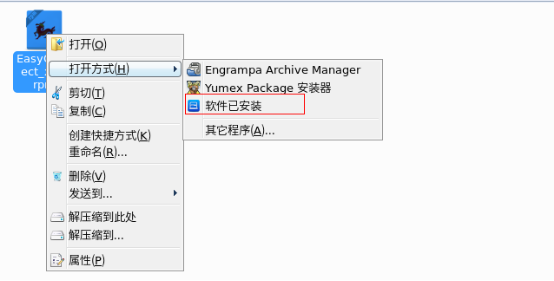 EasyC
ect_
rp
打开(O)
打开方式(H)
剪切(T)
复制(C)
创建快捷方式(K)
重命名(R)...
删除(V)
发送到...
解压缩到此处
解压缩到...
属性(P)
Engrampa Archive Manager
Yumex Package 安装器
软件已安装
其它程序(A)...